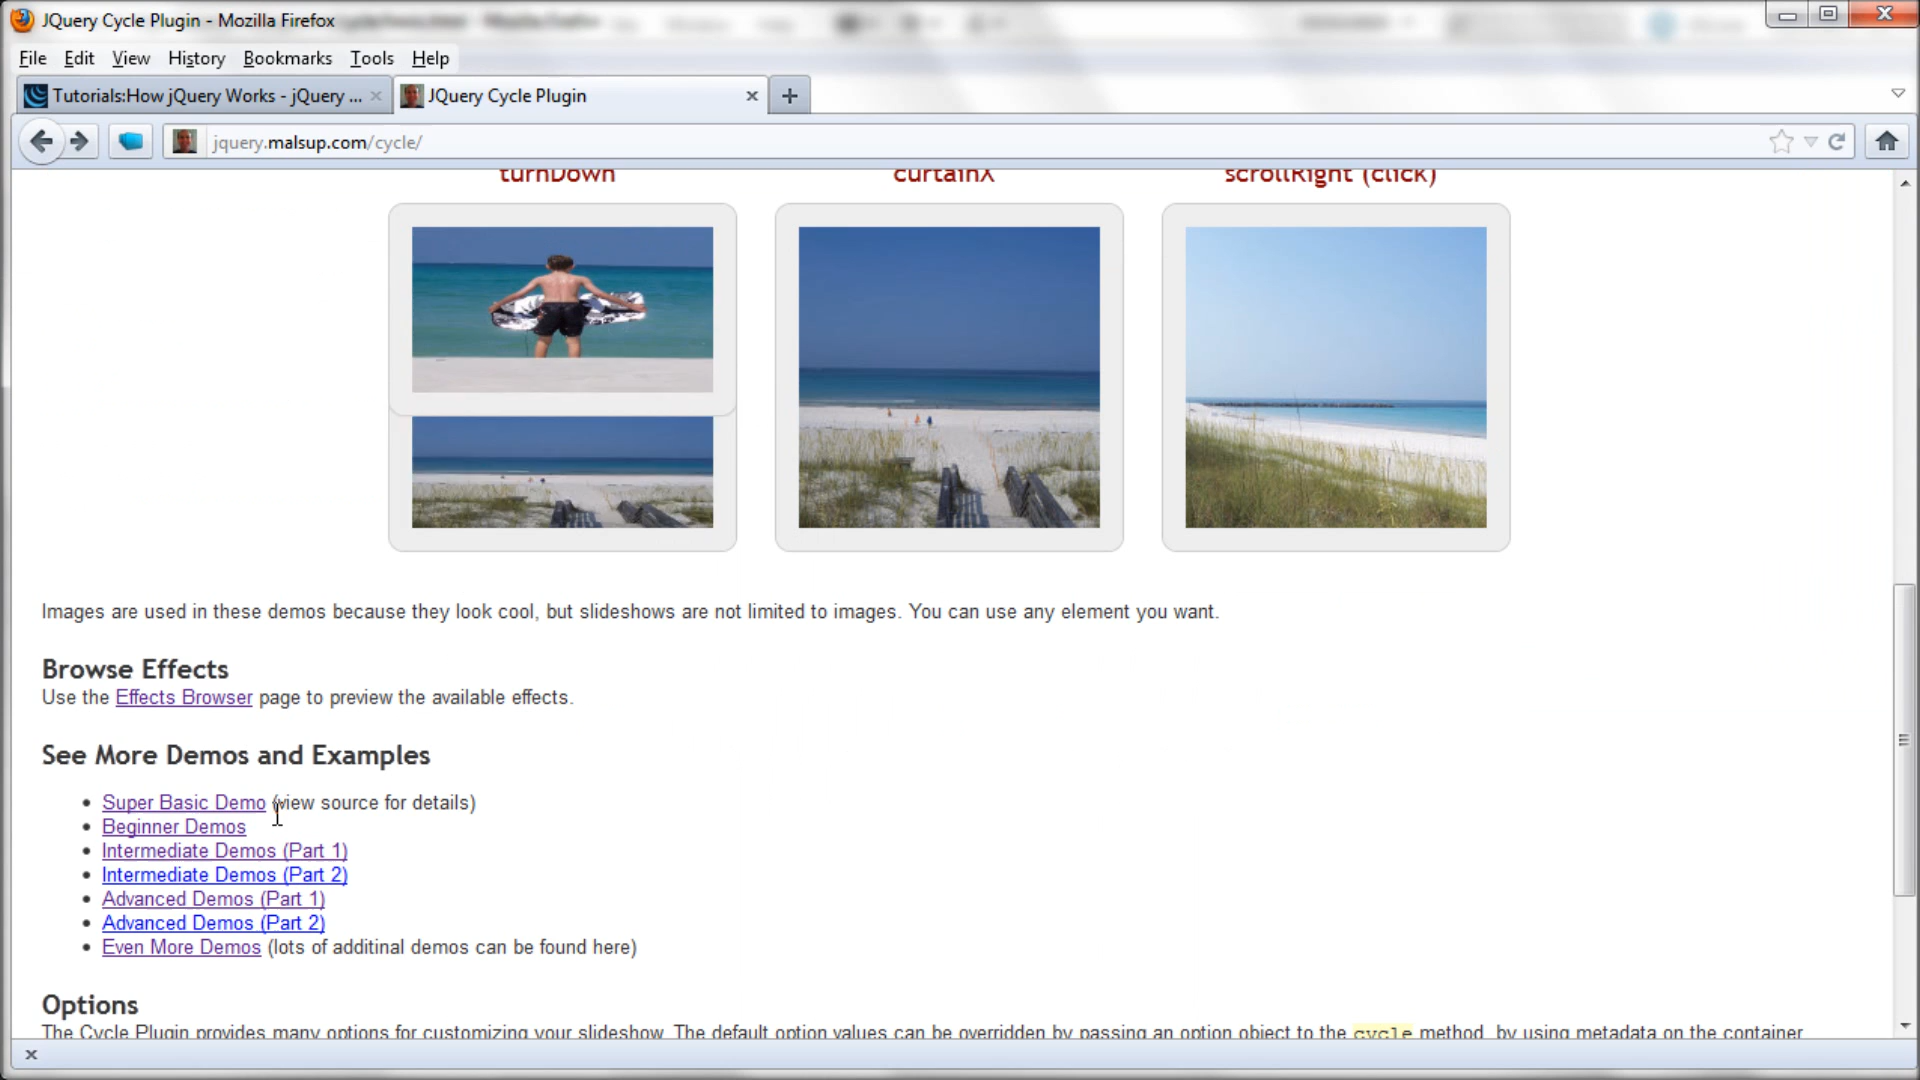 JQuery Cycle Plugin - Mozilla Firefox
File Edit View History Bookmarks Tools Help
Tutorials:How jQuery Works - jQuery ...
JQuery Cycle Plugin
jquery.malsup.com/cycle/
turnDown curtainX scrollRight (click)
Images are used in these demos because they look cool, but slideshows are not limited to images. You can use any element you want.
Browse Effects
Use the Effects Browser page to preview the available effects.
See More Demos and Examples
• Super Basic Demo (view source for details)
• Beginner Demos
• Intermediate Demos (Part 1)
• Intermediate Demos (Part 2)
• Advanced Demos (Part 1)
• Advanced Demos (Part 2)
• Even More Demos (lots of additinal demos can be found here)
Options
The Cycle Plugin provides many options for customizing your slideshow. The default option values can be overridden by passing an option object to the cycle method, by using metadata on the container